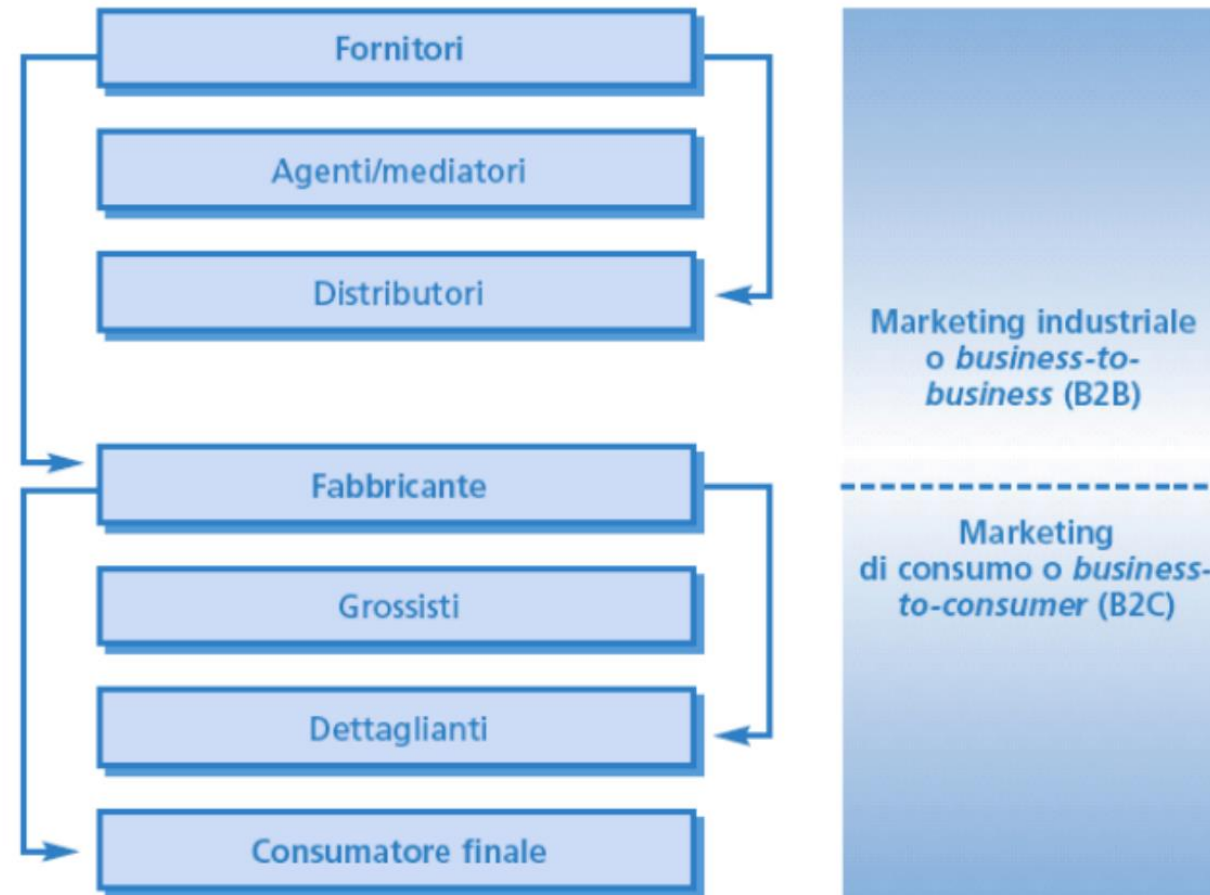 Fornitori
Agenti/mediatori
Distributori
Fabbricante
Grossisti
Dettaglianti
Consumatore finale
Marketing industriale
o business-to-
business (B2B)
Marketing
di consumo o business-
to-consumer (B2C)